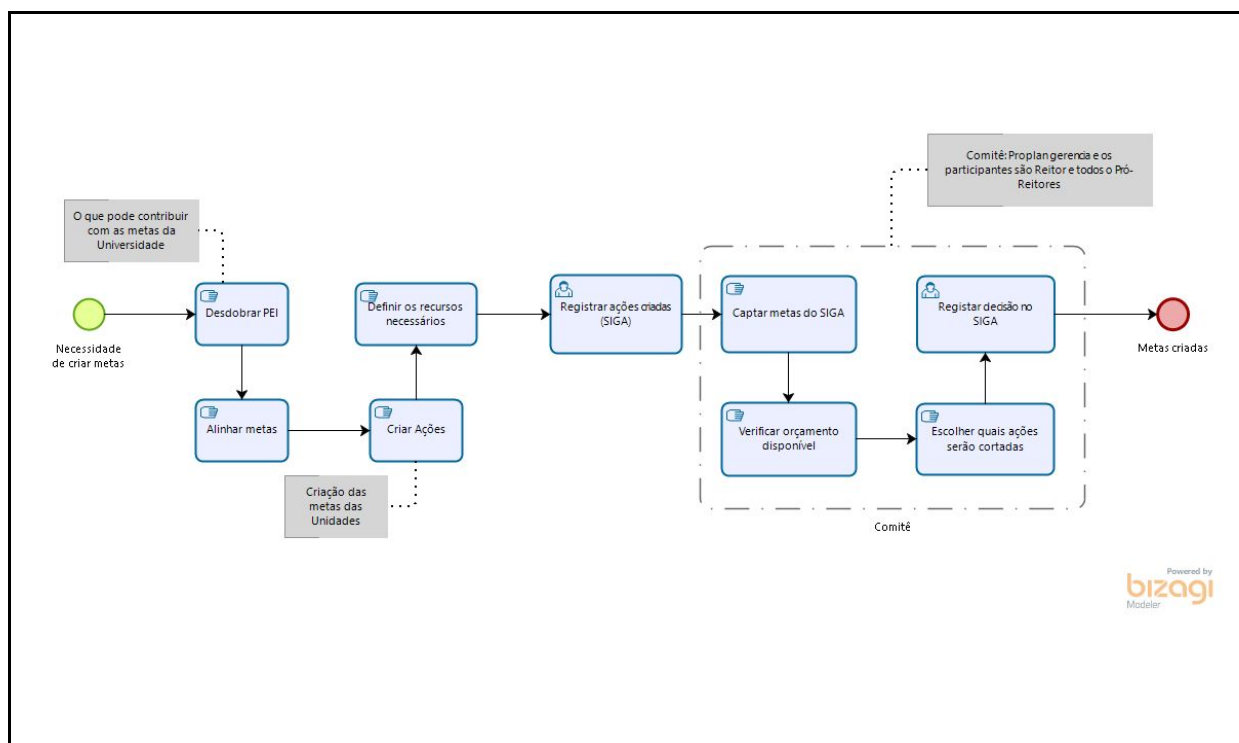 Comitê: Proplan gerencia e os
participantes são Reitor e todos o Pró-
Reitores
O que pode contribuir
com as metas da
Universidade
Desdobrar PEI
Definir os recursos
necessários
Registrar ações criadas
(SIGA)
Captar metas do SIGA
Registar decisão no
SIGA
Necessidade
de criar metas
Metas criadas
Alinhar metas
Criar Ações
Verificar orçamento
disponível
Escolher quais ações
serão cortadas
Criação das
metas das
Unidades
Comitê
Powered by
bizagi
Modeler